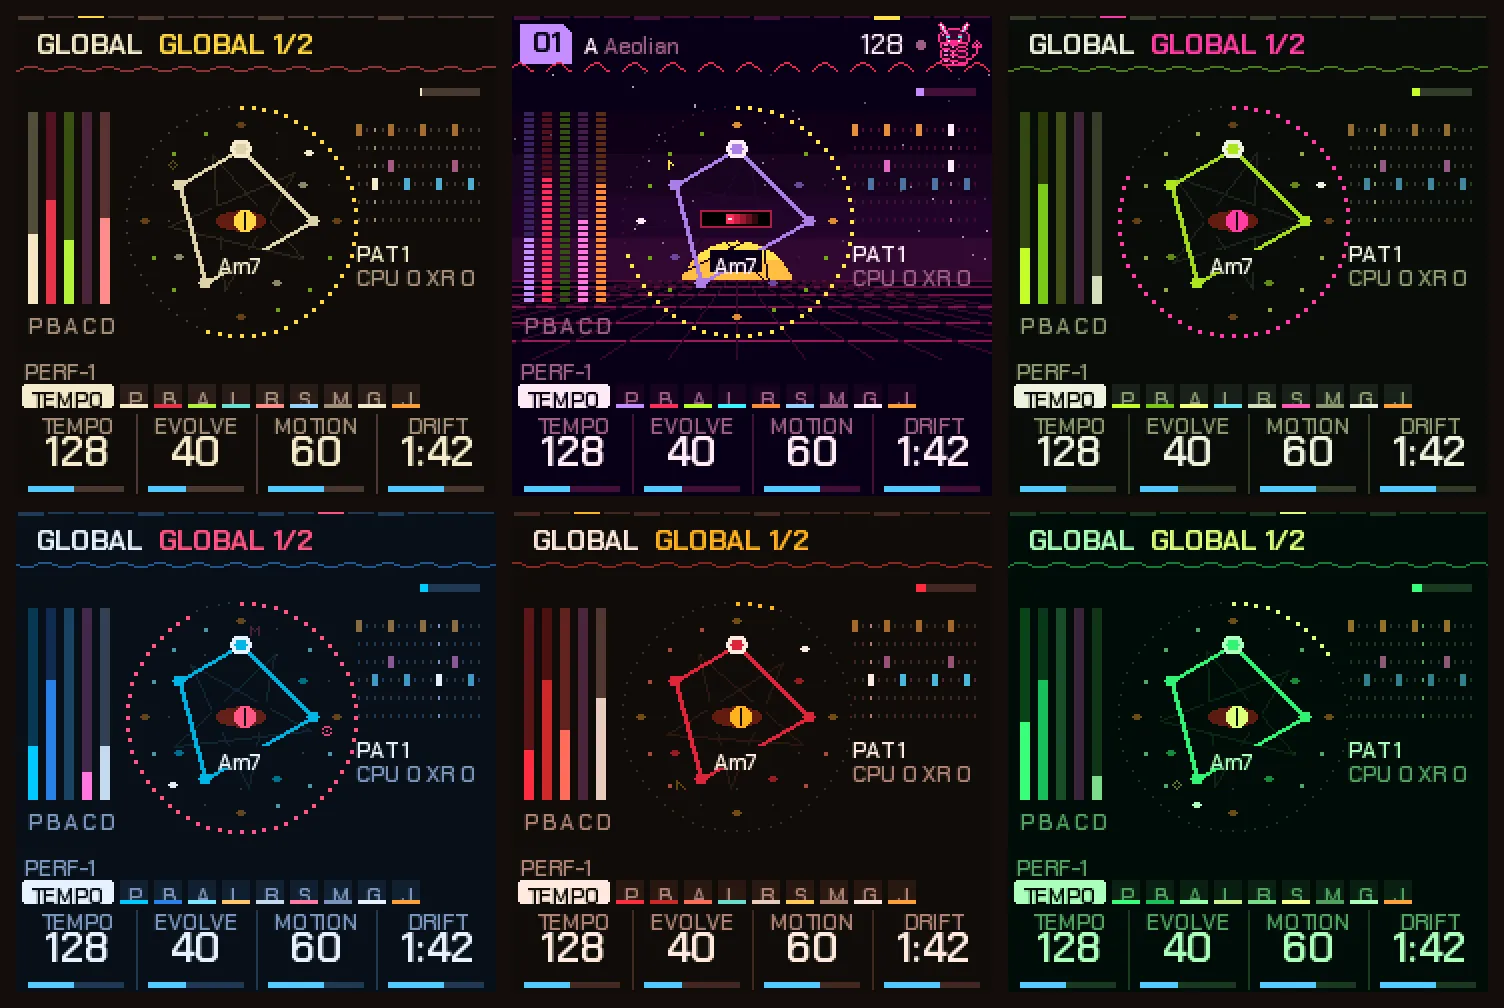 GLOBAL GLOBAL 1/2
Am7
PAT1
CPU 0 XR 0
PBACD
PERF-1
TEMPO P B A L R S M G J
TEMPO EVOLVE MOTION DRIFT
128 40 60 1:42
01 A Aeolian 128
Am7
PAT1
CPU 0 XR 0
PBACD
PERF-1
TEMPO P B A L R S M G J
TEMPO EVOLVE MOTION DRIFT
128 40 60 1:42
GLOBAL GLOBAL 1/2
Am7
PAT1
CPU 0 XR 0
PBACD
PERF-1
TEMPO P B A L R S M G J
TEMPO EVOLVE MOTION DRIFT
128 40 60 1:42
GLOBAL GLOBAL 1/2
M
Am7
PAT1
CPU 0 XR 0
PBACD
PERF-1
TEMPO P B A L R S M G J
TEMPO EVOLVE MOTION DRIFT
128 40 60 1:42
GLOBAL GLOBAL 1/2
Am7
PAT1
CPU 0 XR 0
PBACD
PERF-1
TEMPO P B A L R S M G J
TEMPO EVOLVE MOTION DRIFT
128 40 60 1:42
GLOBAL GLOBAL 1/2
Am7
PAT1
CPU 0 XR 0
PBACD
PERF-1
TEMPO P B A L R S M G J
TEMPO EVOLVE MOTION DRIFT
128 40 60 1:42